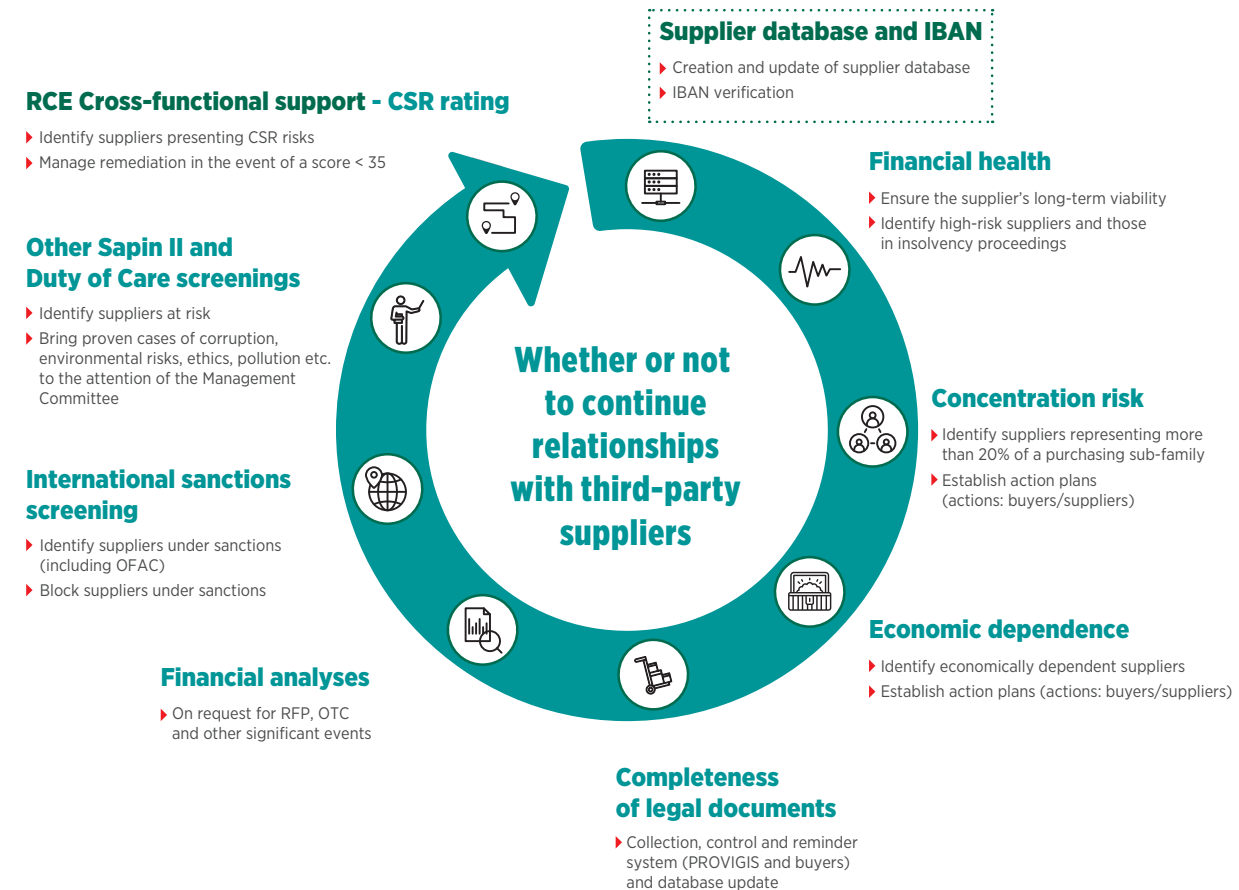 Supplier database and IBAN
Creation and update of supplier database
IBAN verification
Financial health
Ensure the supplier's long-term viability
Identify high-risk suppliers and those
in insolvency proceedings
Concentration risk
Identify suppliers representing more
than 20% of a purchasing sub-family
Establish action plans
(actions: buyers/suppliers)
Economic dependence
Identify economically dependent suppliers
Establish action plans (actions: buyers/suppliers)
Completeness
of legal documents
Collection, control and reminder
system (PROVIGIS and buyers)
and database update
Financial analyses
On request for RFP, OTC
and other significant events
International sanctions
screening
Identify suppliers under sanctions
(including OFAC)
Block suppliers under sanctions
Other Sapin II and
Duty of Care screenings
Identify suppliers at risk
Bring proven cases of corruption,
environmental risks, ethics, pollution etc.
to the attention of the Management
Committee
RCE Cross-functional support - CSR rating
Identify suppliers presenting CSR risks
Manage remediation in the event of a score < 35
Whether or not
to continue
relationships
with third-party
suppliers